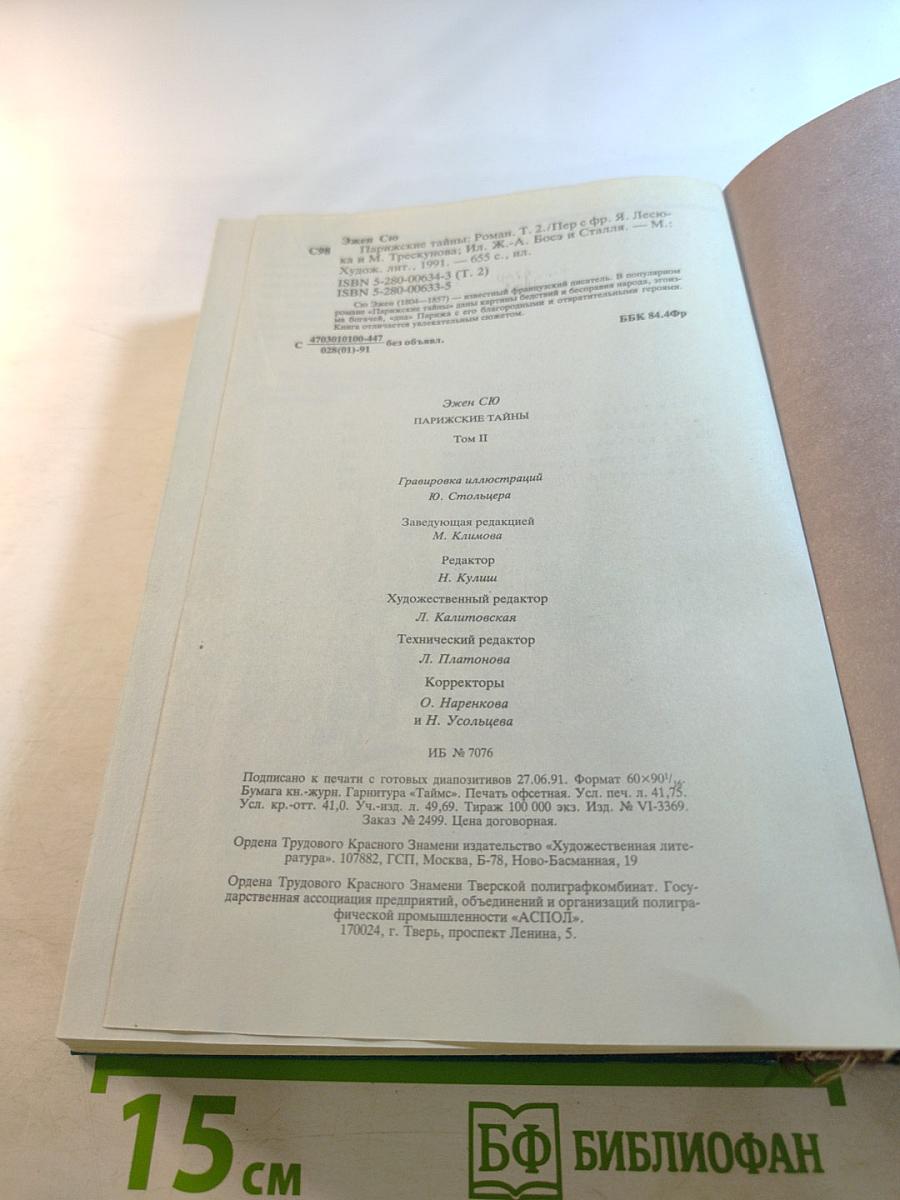 Эжен Сю
С98 Парижские тайны: Роман. Т. 2./Пер с фр. Я. Лесю-
ка и М. Трескунова; Ил. Ж.-А. Босэ и Сталля. — М.:
Худож. лит., 1991. — 655 с., ил.
ISBN 5-280-00634-3 (Т. 2)
ISBN 5-280-00633-5
Сю Эжен (1804—1857) — известный французский писатель. В популярном
романе «Парижские тайны» даны картины бедствий и бесправия народа, эгоиз-
ма богачей, «дна» Парижа с его благородными и отвратительными героями.
Книга отличается увлекательным сюжетом.
С 4703010100-447 без объявл.
028(01)-91
ББК 84.4Фр
Эжен СЮ
ПАРИЖСКИЕ ТАЙНЫ
Том II
Гравировка иллюстраций
Ю. Стольцера
Заведующая редакцией
М. Климова
Редактор
Н. Кулиш
Художественный редактор
Л. Калитовская
Технический редактор
Л. Платонова
Корректоры
О. Наренкова
и Н. Усольцева
ИБ № 7076
Подписано к печати с готовых диапозитивов 27.06.91. Формат 60×90¹/₁₆.
Бумага кн.-журн. Гарнитура «Таймс». Печать офсетная. Усл. печ. л. 41,75.
Усл. кр.-отт. 41,0. Уч.-изд. л. 49,69. Тираж 100 000 экз. Изд. № VI-3369.
Заказ № 2499. Цена договорная.
Ордена Трудового Красного Знамени издательство «Художественная лите-
ратура». 107882, ГСП, Москва, Б-78, Ново-Басманная, 19
Ордена Трудового Красного Знамени Тверской полиграфкомбинат. Госу-
дарственная ассоциация предприятий, объединений и организаций полигра-
фической промышленности «АСПОЛ».
170024, г. Тверь, проспект Ленина, 5.
15 см
БФ БИБЛИОФАН